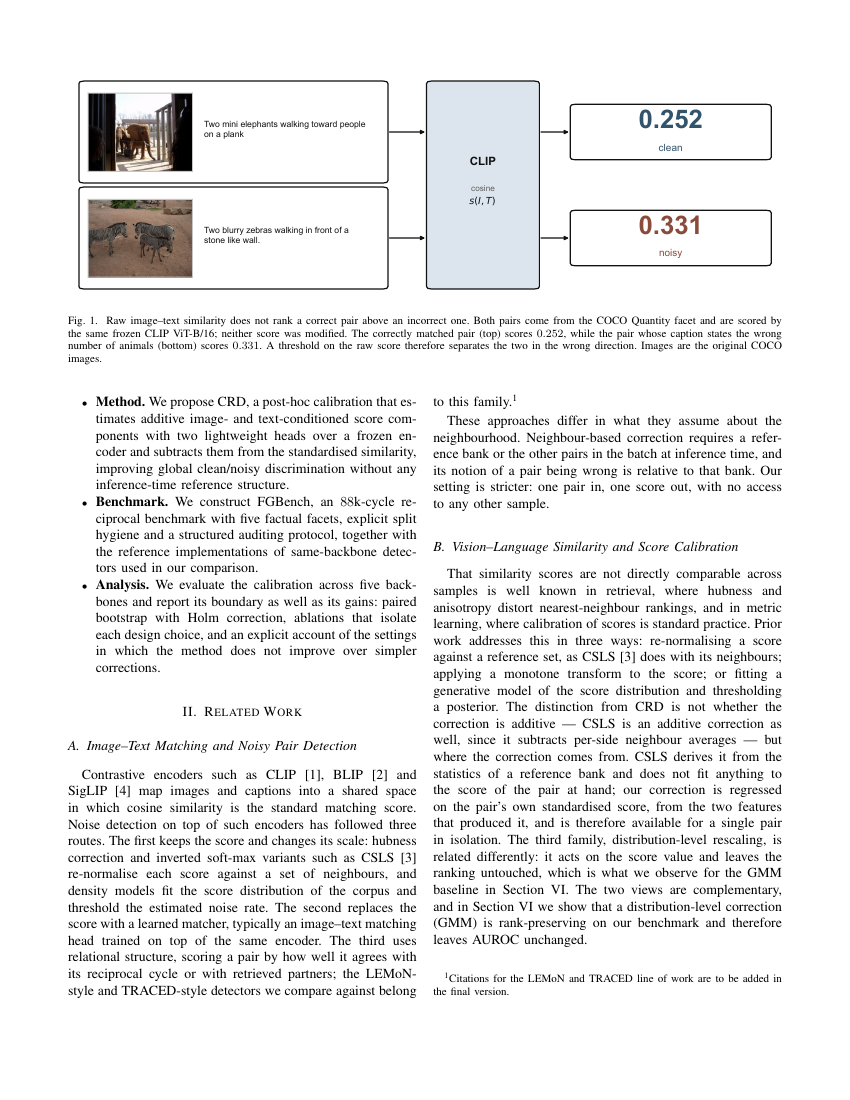 Two mini elephants walking toward people
on a plank
Two blurry zebras walking in front of a
stone like wall.
CLIP
cosine
s(I, T)
0.252
clean
0.331
noisy
Fig. 1. Raw image–text similarity does not rank a correct pair above an incorrect one. Both pairs come from the COCO Quantity facet and are scored by
the same frozen CLIP ViT-B/16; neither score was modified. The correctly matched pair (top) scores 0.252, while the pair whose caption states the wrong
number of animals (bottom) scores 0.331. A threshold on the raw score therefore separates the two in the wrong direction. Images are the original COCO
images.
• Method. We propose CRD, a post-hoc calibration that es-
timates additive image- and text-conditioned score com-
ponents with two lightweight heads over a frozen en-
coder and subtracts them from the standardised similarity,
improving global clean/noisy discrimination without any
inference-time reference structure.
• Benchmark. We construct FGBench, an 88k-cycle re-
ciprocal benchmark with five factual facets, explicit split
hygiene and a structured auditing protocol, together with
the reference implementations of same-backbone detec-
tors used in our comparison.
• Analysis. We evaluate the calibration across five back-
bones and report its boundary as well as its gains: paired
bootstrap with Holm correction, ablations that isolate
each design choice, and an explicit account of the settings
in which the method does not improve over simpler
corrections.
II. RELATED WORK
A. Image–Text Matching and Noisy Pair Detection
Contrastive encoders such as CLIP [1], BLIP [2] and
SigLIP [4] map images and captions into a shared space
in which cosine similarity is the standard matching score.
Noise detection on top of such encoders has followed three
routes. The first keeps the score and changes its scale: hubness
correction and inverted soft-max variants such as CSLS [3]
re-normalise each score against a set of neighbours, and
density models fit the score distribution of the corpus and
threshold the estimated noise rate. The second replaces the
score with a learned matcher, typically an image–text matching
head trained on top of the same encoder. The third uses
relational structure, scoring a pair by how well it agrees with
its reciprocal cycle or with retrieved partners; the LEMoN-
style and TRACED-style detectors we compare against belong
to this family.1
These approaches differ in what they assume about the
neighbourhood. Neighbour-based correction requires a refer-
ence bank or the other pairs in the batch at inference time, and
its notion of a pair being wrong is relative to that bank. Our
setting is stricter: one pair in, one score out, with no access
to any other sample.
B. Vision–Language Similarity and Score Calibration
That similarity scores are not directly comparable across
samples is well known in retrieval, where hubness and
anisotropy distort nearest-neighbour rankings, and in metric
learning, where calibration of scores is standard practice. Prior
work addresses this in three ways: re-normalising a score
against a reference set, as CSLS [3] does with its neighbours;
applying a monotone transform to the score; or fitting a
generative model of the score distribution and thresholding
a posterior. The distinction from CRD is not whether the
correction is additive — CSLS is an additive correction as
well, since it subtracts per-side neighbour averages — but
where the correction comes from. CSLS derives it from the
statistics of a reference bank and does not fit anything to
the score of the pair at hand; our correction is regressed
on the pair's own standardised score, from the two features
that produced it, and is therefore available for a single pair
in isolation. The third family, distribution-level rescaling, is
related differently: it acts on the score value and leaves the
ranking untouched, which is what we observe for the GMM
baseline in Section VI. The two views are complementary,
and in Section VI we show that a distribution-level correction
(GMM) is rank-preserving on our benchmark and therefore
leaves AUROC unchanged.
1Citations for the LEMoN and TRACED line of work are to be added in
the final version.